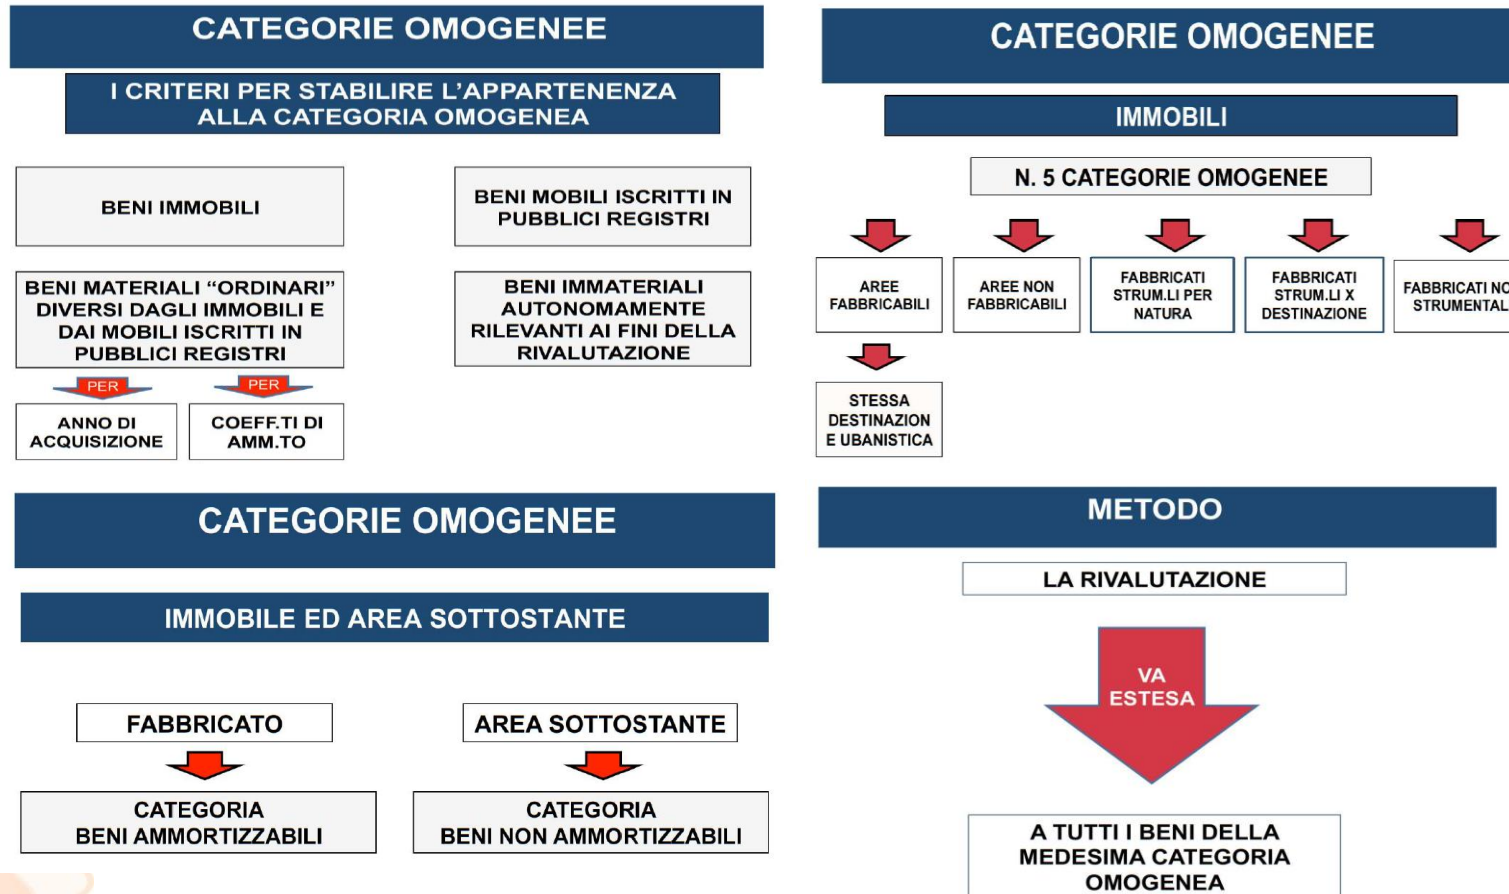 CATEGORIE OMOGENEE
I CRITERI PER STABILIRE L'APPARTENENZA
ALLA CATEGORIA OMOGENEA
BENI IMMOBILI
BENI MOBILI ISCRITTI IN
PUBBLICI REGISTRI
BENI MATERIALI “ORDINARI”
DIVERSI DAGLI IMMOBILI E
DAI MOBILI ISCRITTI IN
PUBBLICI REGISTRI
BENI IMMATERIALI
AUTONOMAMENTE
RILEVANTI AI FINI DELLA
RIVALUTAZIONE
PER
PER
ANNO DI
ACQUISIZIONE
COEFF.TI DI
AMM.TO
CATEGORIE OMOGENEE
IMMOBILI
N. 5 CATEGORIE OMOGENEE
AREE
FABBRICABILI
AREE NON
FABBRICABILI
FABBRICATI
STRUM.LI PER
NATURA
FABBRICATI
STRUM.LI X
DESTINAZIONE
FABBRICATI NO
STRUMENTAL
STESSA
DESTINAZION
E UBANISTICA
CATEGORIE OMOGENEE
IMMOBILE ED AREA SOTTOSTANTE
FABBRICATO
AREA SOTTOSTANTE
CATEGORIA
BENI AMMORTIZZABILI
CATEGORIA
BENI NON AMMORTIZZABILI
METODO
LA RIVALUTAZIONE
VA
ESTESA
A TUTTI I BENI DELLA
MEDESIMA CATEGORIA
OMOGENEA